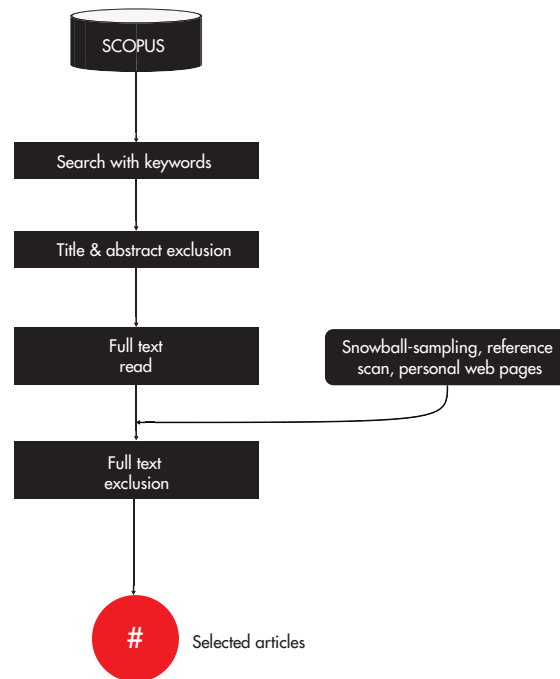 SCOPUS
Search with keywords
Title & abstract exclusion
Full text
read
Snowball-sampling, reference
scan, personal web pages
Full text
exclusion
#
Selected articles